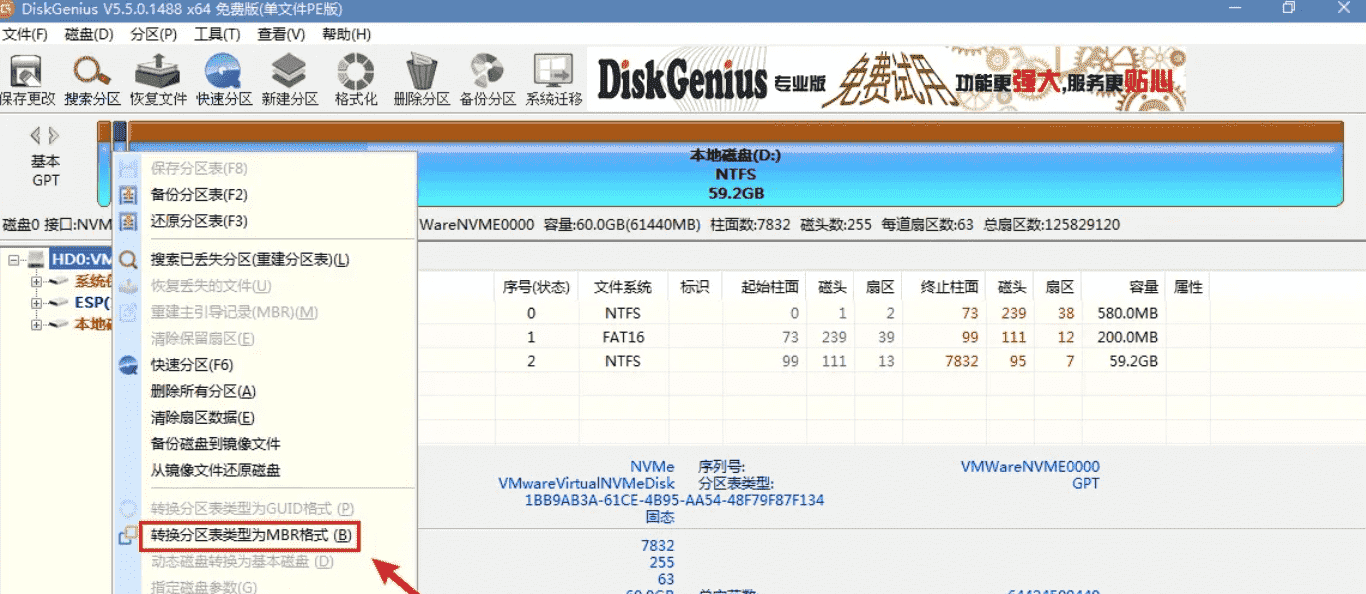 DiskGenius V5.5.0.1488 x64 免费版(单文件PE版)
文件(F) 磁盘(D) 分区(P) 工具(T) 查看(V) 帮助(H)
保存更改 搜索分区 恢复文件 快速分区 新建分区 格式化 删除分区 备份分区 系统迁移 DiskGenius 专业版 免费试用 功能更强大,服务更贴心
基本
GPT
本地磁盘(D:)
NTFS
59.2GB
磁盘0 接口:NVM WareNVME0000 容量:60.0GB(61440MB) 柱面数:7832 磁头数:255 每道扇区数:63 总扇区数:125829120
HD0:VM
系统
ESP(
本地
保存分区表(F8)
备份分区表(F2)
还原分区表(F3)
搜索已丢失分区(重建分区表)(L)
恢复丢失的文件(U)
重建主引导记录(MBR)(M)
清除保留扇区(E)
快速分区(F6)
删除所有分区(A)
清除扇区数据(E)
备份磁盘到镜像文件
从镜像文件还原磁盘
转换分区表类型为GUID格式 (P)
转换分区表类型为MBR格式 (B)
动态磁盘转换为基本磁盘 (D)
指定磁盘参数(G)
序号(状态) 文件系统 标识 起始柱面 磁头 扇区 终止柱面 磁头 扇区 容量 属性
0 NTFS 0 1 2 73 239 38 580.0MB
1 FAT16 73 239 39 99 111 12 200.0MB
2 NTFS 99 111 13 7832 95 7 59.2GB
NVMe 序列号: VMWareNVME0000
VMwareVirtualNVMeDisk 分区表类型: GPT
1BB9AB3A-61CE-4B95-AA54-48F79F87F134
固态
7832
255
63